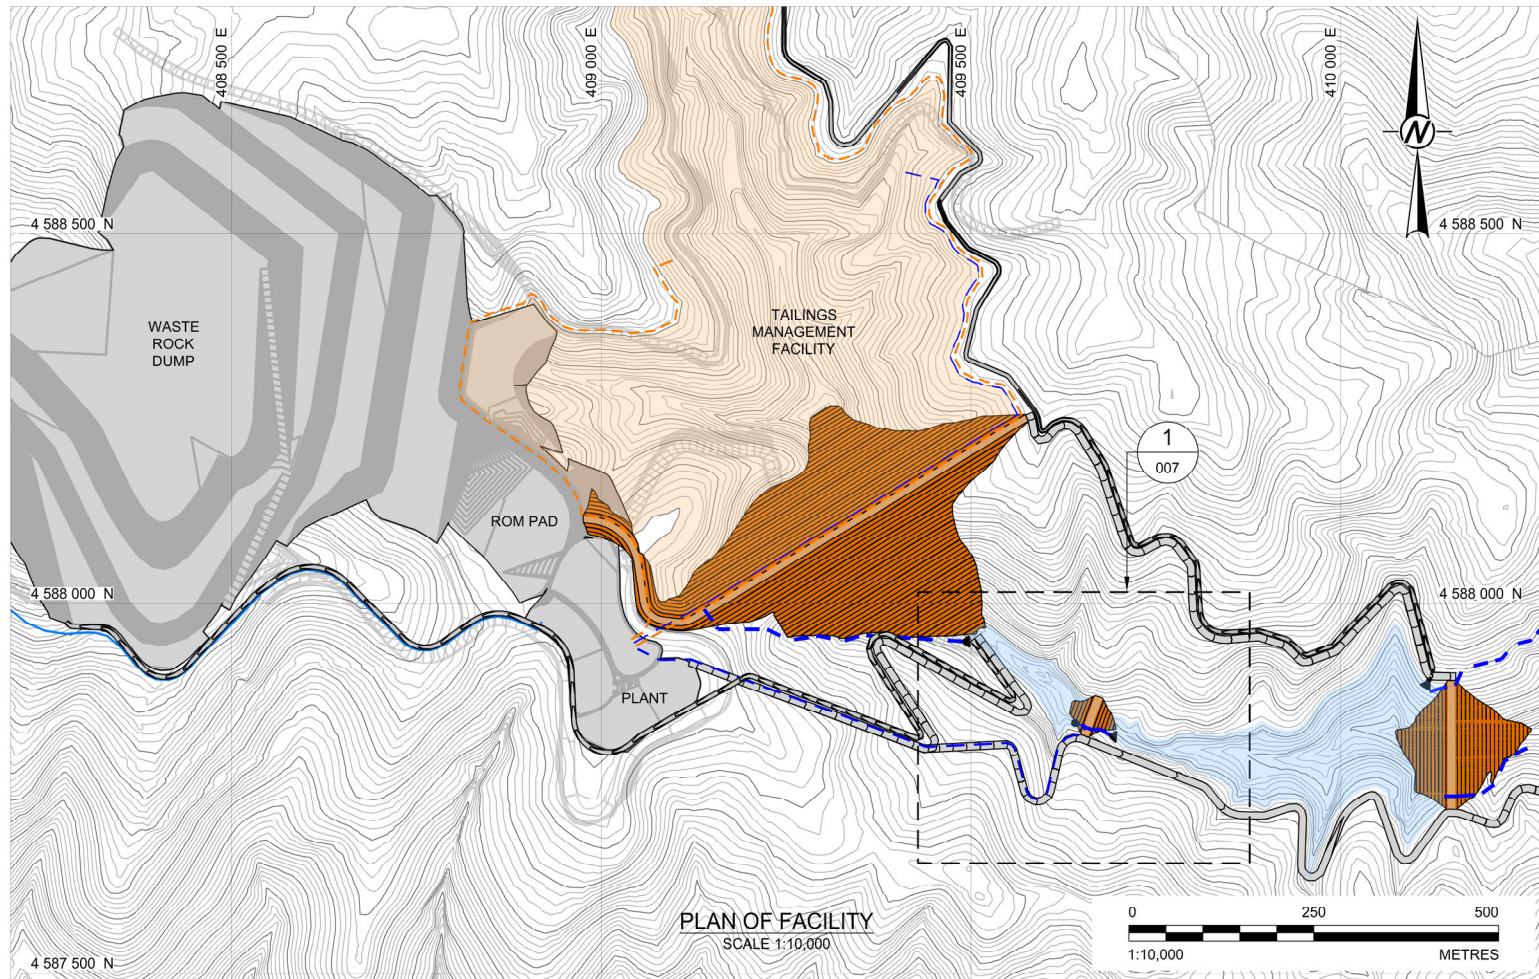 408 500 E
409 000 E
409 500 E
410 000 E
N
4 588 500 N
4 588 500 N
WASTE
ROCK
DUMP
TAILINGS
MANAGEMENT
FACILITY
1
007
ROM PAD
4 588 000 N
4 588 000 N
PLANT
PLAN OF FACILITY
SCALE 1:10,000
0 250 500
1:10,000 METRES
4 587 500 N